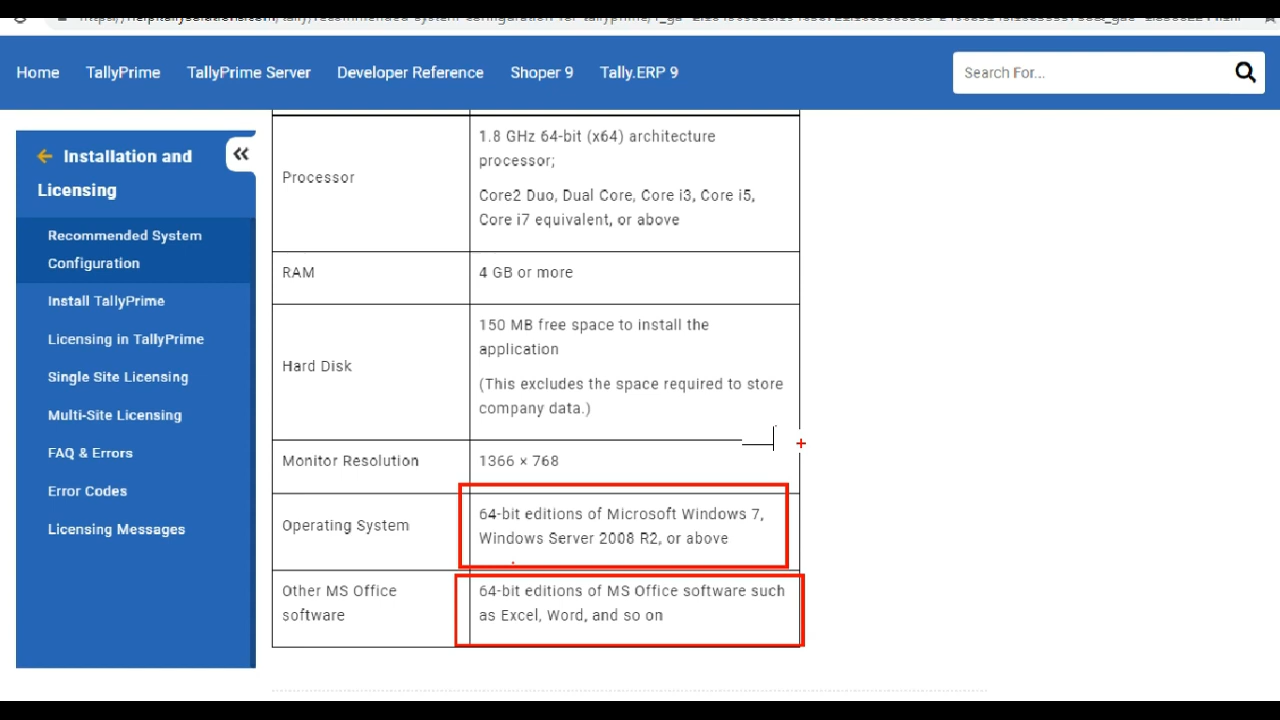 Home TallyPrime TallyPrime Server Developer Reference Shoper 9 Tally.ERP 9 Search For...
Installation and
Licensing
Recommended System
Configuration
Install TallyPrime
Licensing in TallyPrime
Single Site Licensing
Multi-Site Licensing
FAQ & Errors
Error Codes
Licensing Messages
Processor
1.8 GHz 64-bit (x64) architecture
processor;
Core2 Duo, Dual Core, Core i3, Core i5,
Core i7 equivalent, or above
RAM
4 GB or more
Hard Disk
150 MB free space to install the
application
(This excludes the space required to store
company data.)
Monitor Resolution
1366 × 768
Operating System
64-bit editions of Microsoft Windows 7,
Windows Server 2008 R2, or above
Other MS Office
software
64-bit editions of MS Office software such
as Excel, Word, and so on